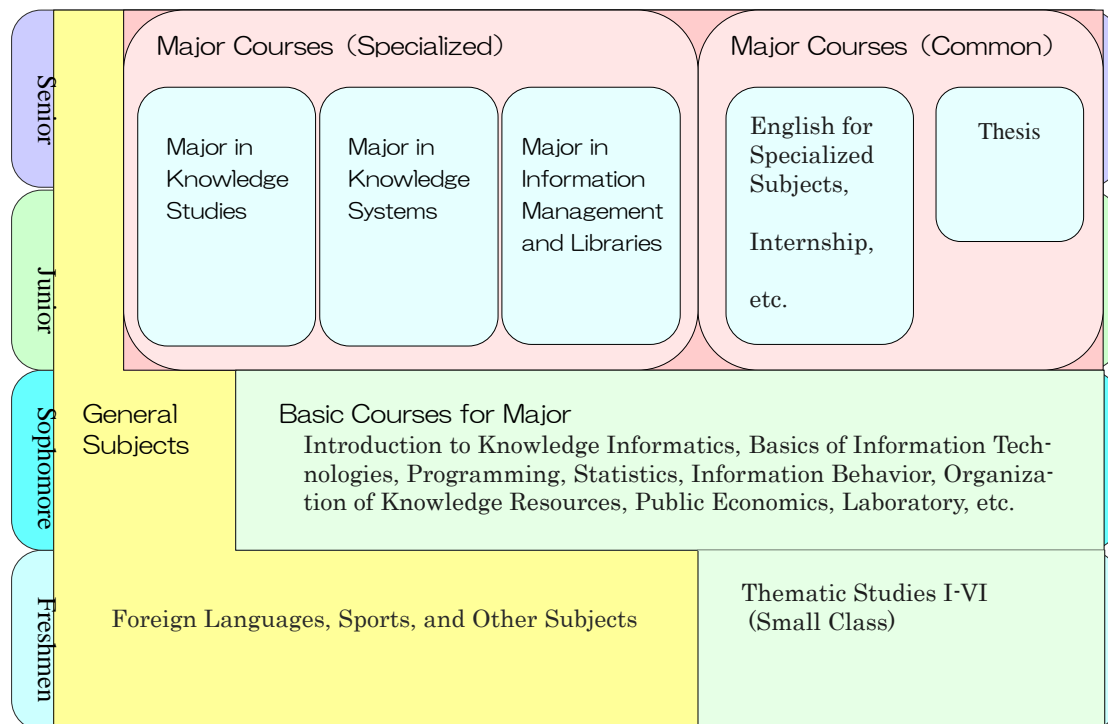 Senior
Junior
Sophomore
Freshmen
Major Courses（Specialized）
Major in
Knowledge
Studies
Major in
Knowledge
Systems
Major in
Information
Management
and Libraries
Major Courses（Common）
English for
Specialized
Subjects,
Internship,
etc.
Thesis
General
Subjects
Basic Courses for Major
Introduction to Knowledge Informatics, Basics of Information Tech-
nologies, Programming, Statistics, Information Behavior, Organiza-
tion of Knowledge Resources, Public Economics, Laboratory, etc.
Foreign Languages, Sports, and Other Subjects
Thematic Studies I-VI
(Small Class)